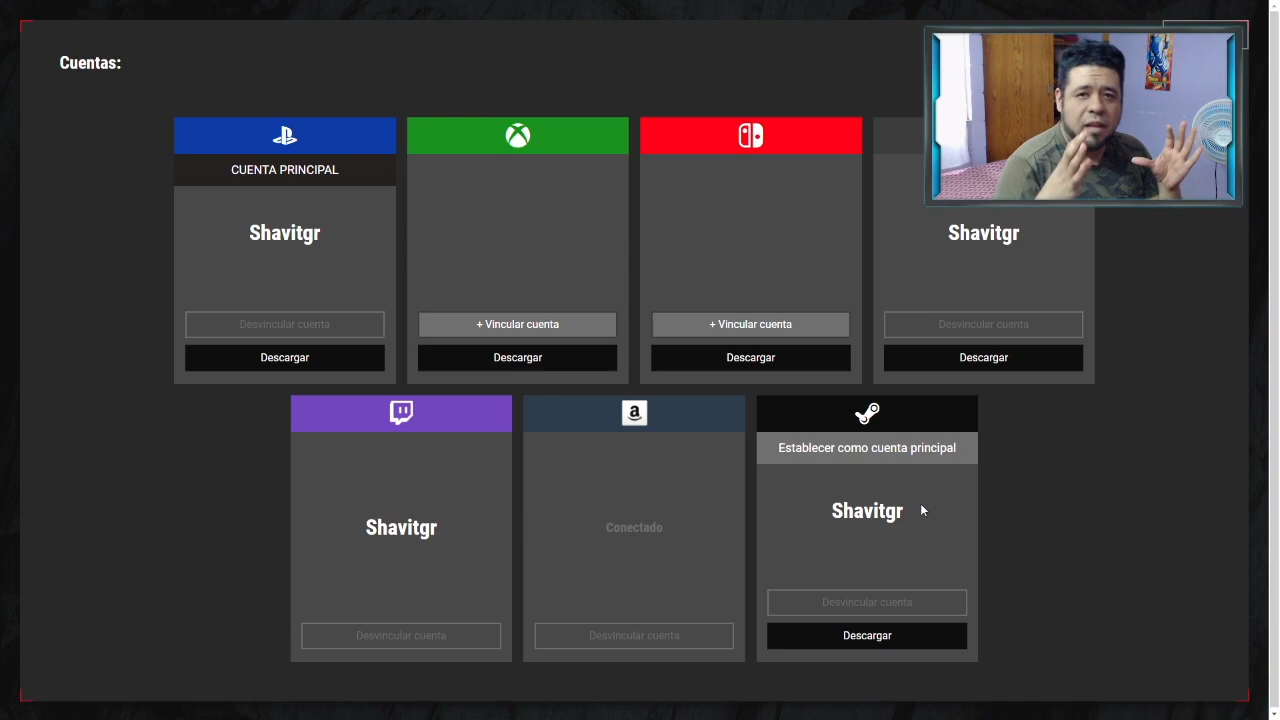 Cuentas:
CUENTA PRINCIPAL
Shavitgr
Shavitgr
Desvincular cuenta
+ Vincular cuenta
+ Vincular cuenta
Desvincular cuenta
Descargar
Descargar
Descargar
Descargar
Establecer como cuenta principal
Shavitgr
Conectado
Shavitgr
Desvincular cuenta
Descargar
Desvincular cuenta
Desvincular cuenta